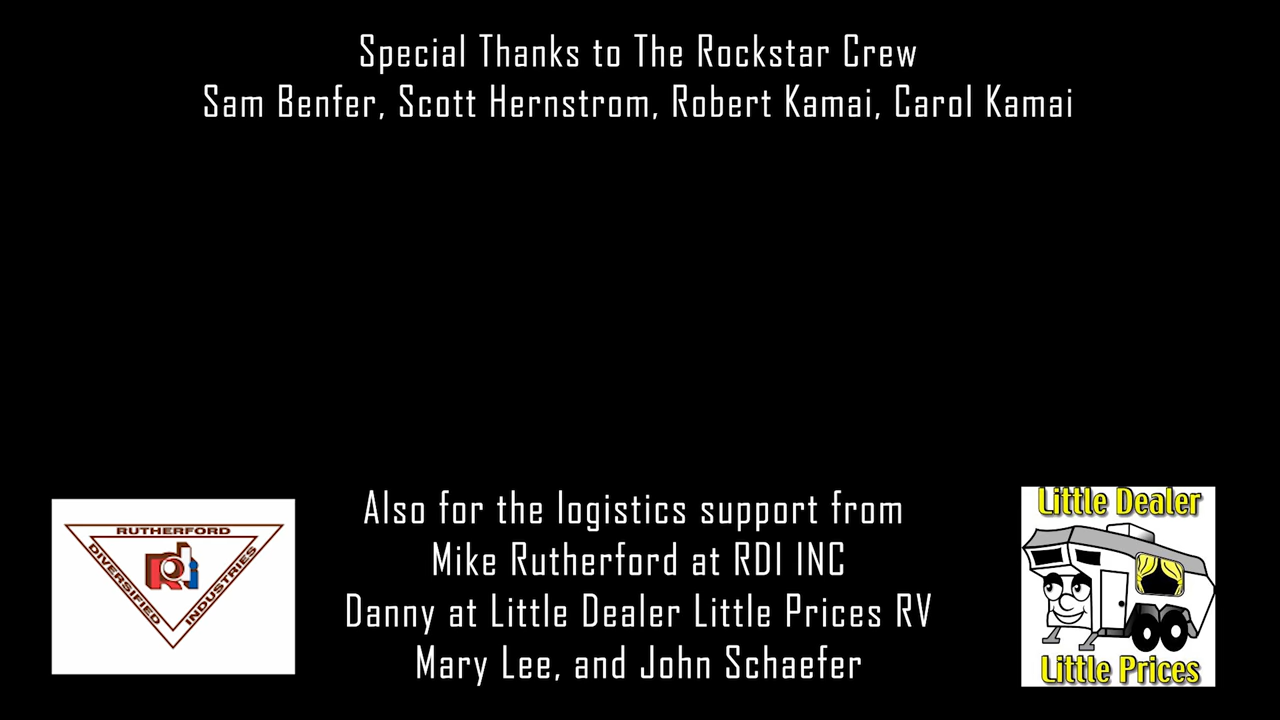 Special Thanks to The Rockstar Crew
Sam Benfer, Scott Hernstrom, Robert Kamai, Carol Kamai
Also for the logistics support from
Mike Rutherford at RDI INC
Danny at Little Dealer Little Prices RV
Mary Lee, and John Schaefer
RUTHERFORD
DIVERSIFIED
INDUSTRIES
rdi
Little Dealer
Little Prices